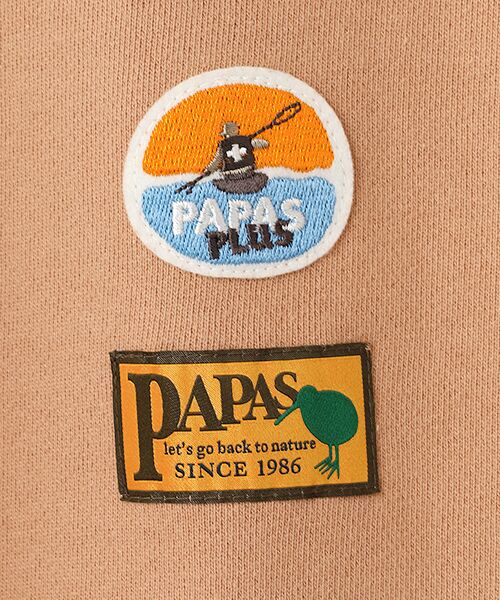 PAPAS
PLUS
PAPAS
let's go back to nature
SINCE 1986